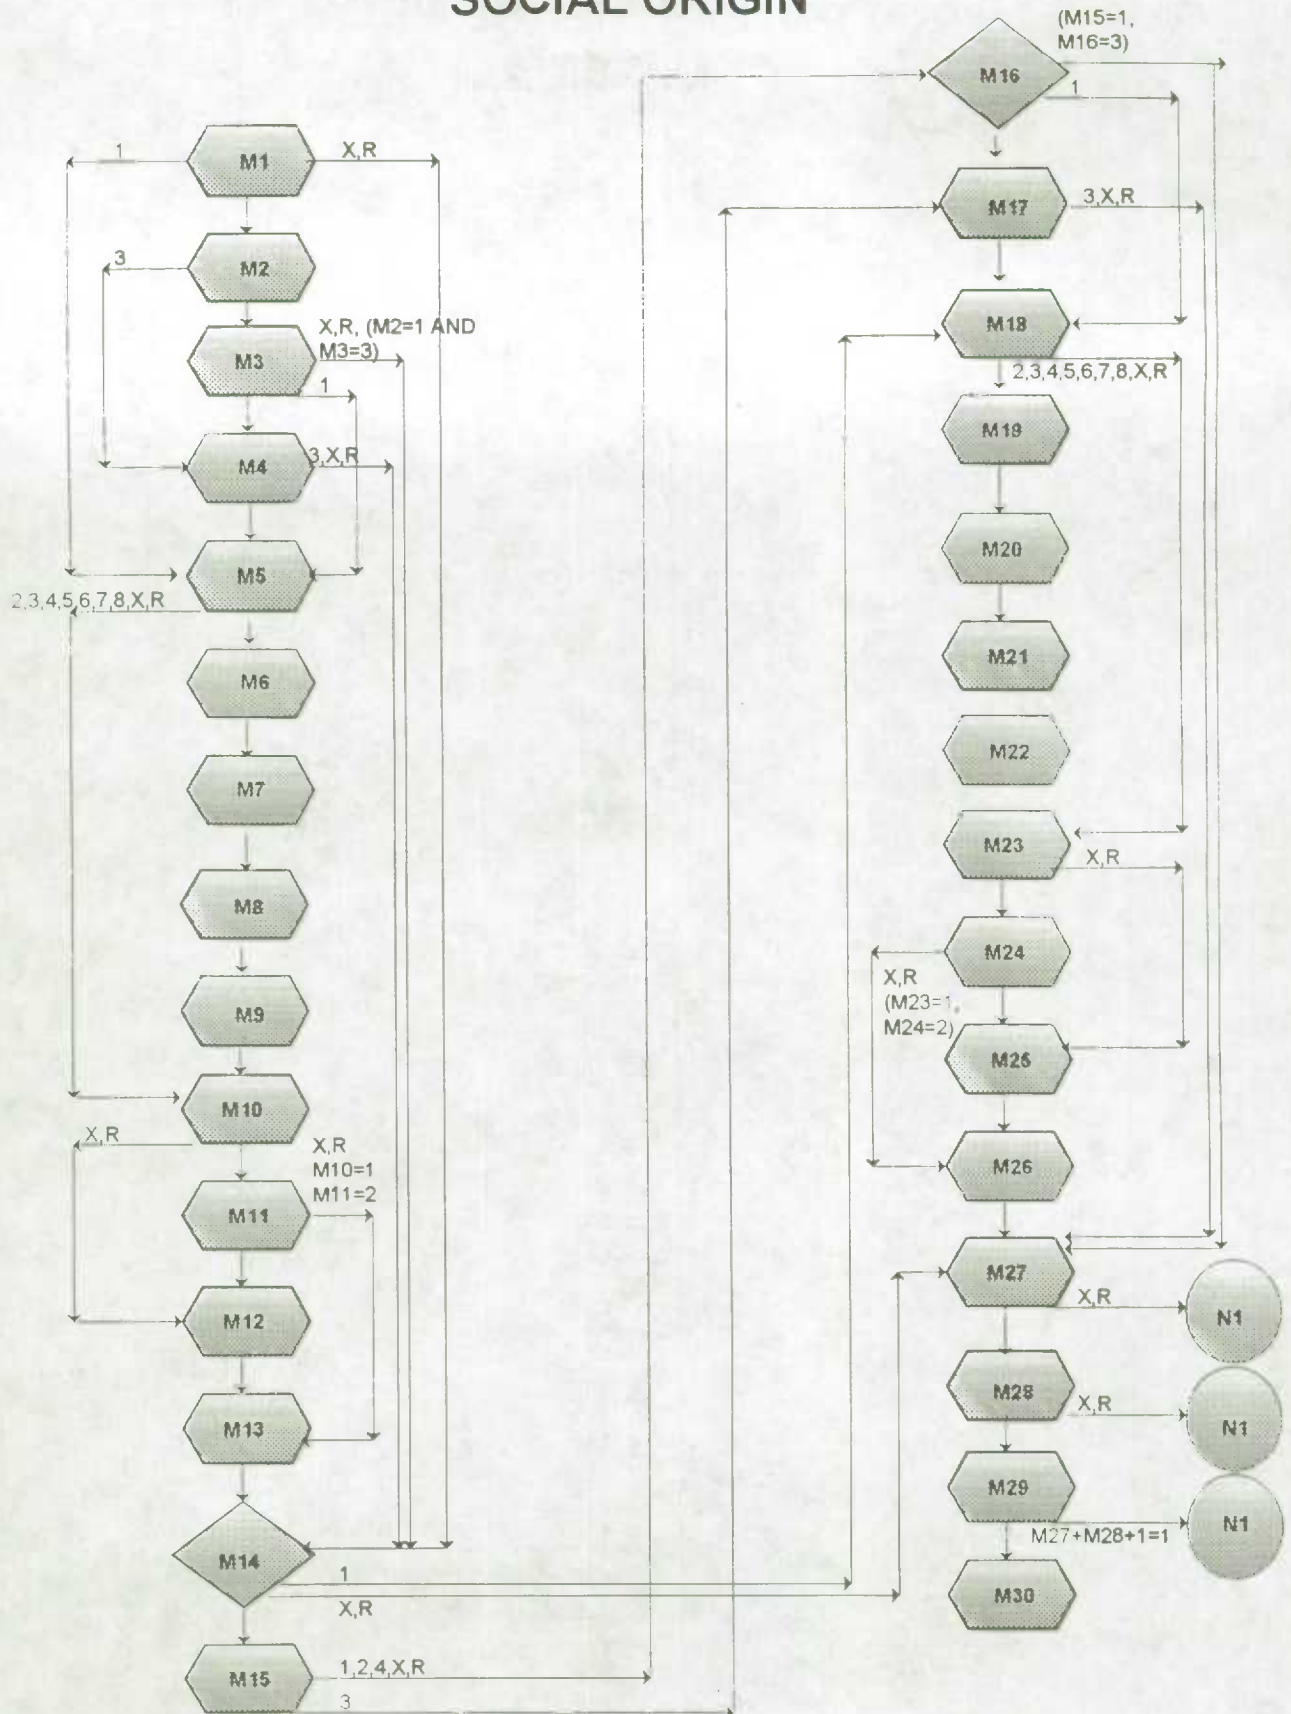 SOCIAL ORIGIN
M1
1
X,R
M2
3
M3
X,R, (M2=1 AND
M3=3)
1
M4
3,X,R
M5
2,3,4,5,6,7,8,X,R
M6
M7
M8
M9
M10
X,R
M11
X,R
M10=1
M11=2
M12
M13
M14
1
X,R
M15
1,2,4,X,R
3
M16
(M15=1,
M16=3)
1
M17
3,X,R
M18
2,3,4,5,6,7,8,X,R
M19
M20
M21
M22
M23
X,R
M24
X,R
(M23=1,
M24=2)
M25
M26
M27
X,R
N1
M28
X,R
N1
M29
M27+M28+1=1
N1
M30